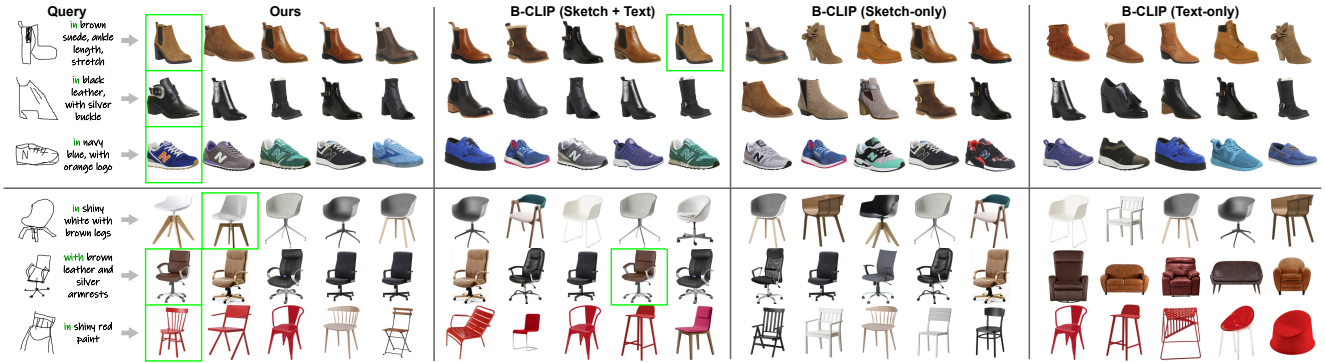 Query
Ours
B-CLIP (Sketch + Text)
B-CLIP (Sketch-only)
B-CLIP (Text-only)
in brown
suede, ankle
length,
stretch
in black
leather,
with silver
buckle
in navy
blue, with
orange logo
N
in shiny
white with
brown legs
with brown
leather and
silver
armrests
in shiny red
paint